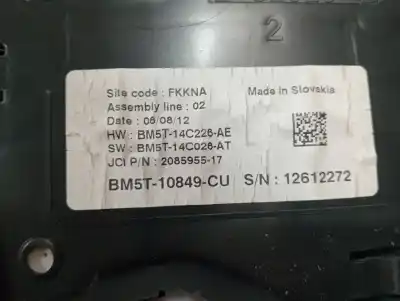 2
Site code : FKKNA
Made in Slovakia
Assembly line : 02
Date : 06/08/12
HW : BM5T-14C226-AE
SW : BM5T-14C026-AT
JCI P/N : 2085955-17
BM5T-10849-CU S/N : 12612272